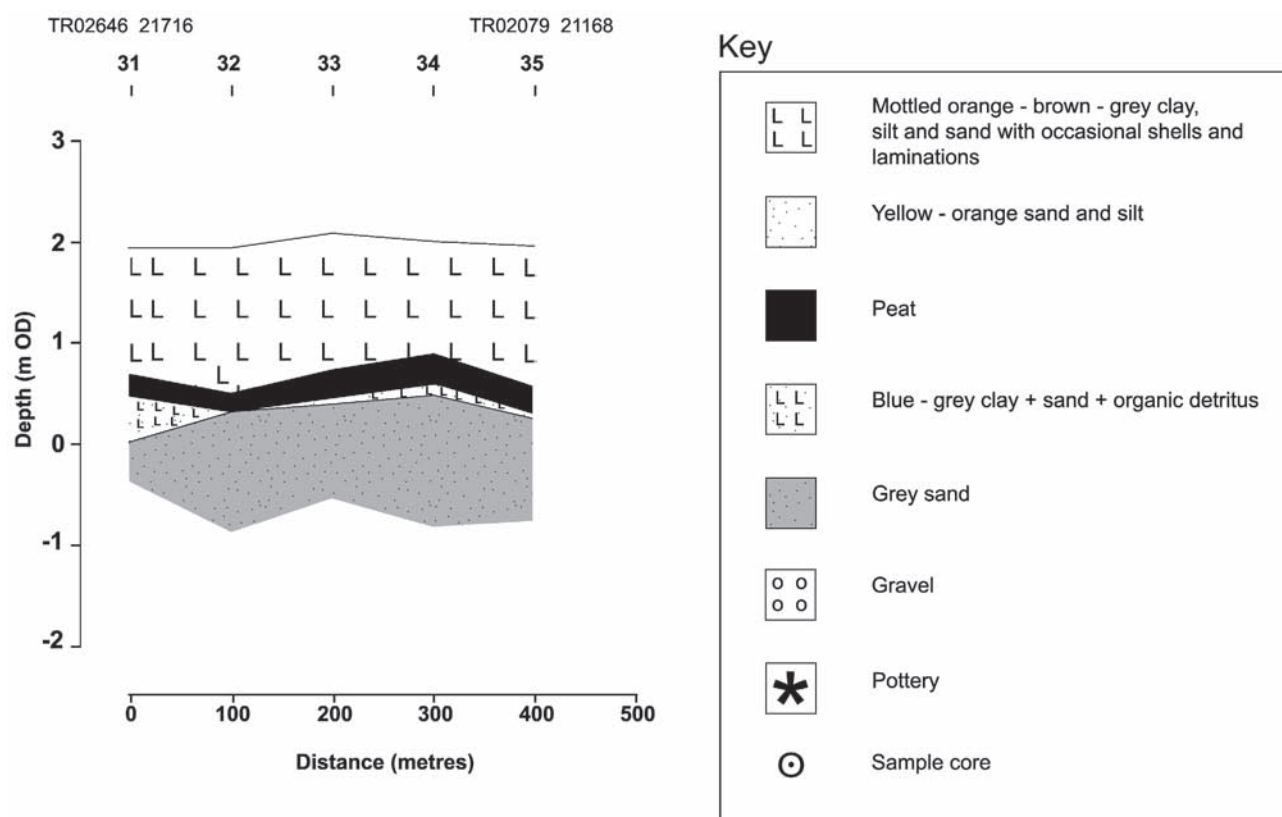 TR02646 21716
TR02079 21168
31 32 33 34 35
3
2
1
0
-1
-2
Depth (m OD)
0 100 200 300 400 500
Distance (metres)
Key
Mottled orange - brown - grey clay,
silt and sand with occasional shells and
laminations
Yellow - orange sand and silt
Peat
Blue - grey clay + sand + organic detritus
Grey sand
Gravel
Pottery
Sample core